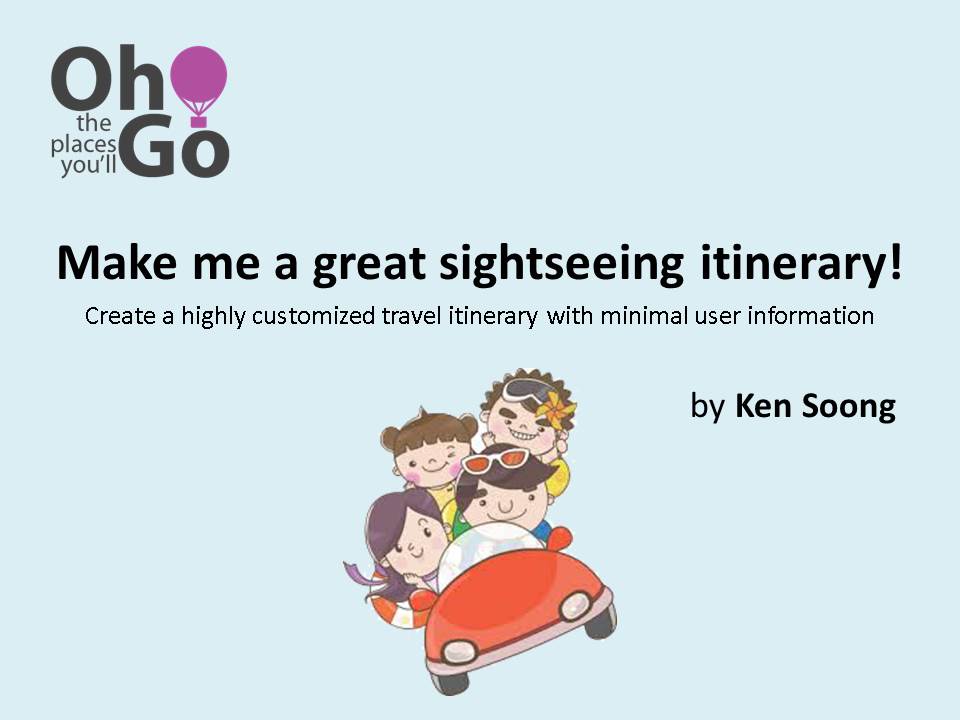 Oh
the
places
you'll
Go
Make me a great sightseeing itinerary!
Create a highly customized travel itinerary with minimal user information
by Ken Soong